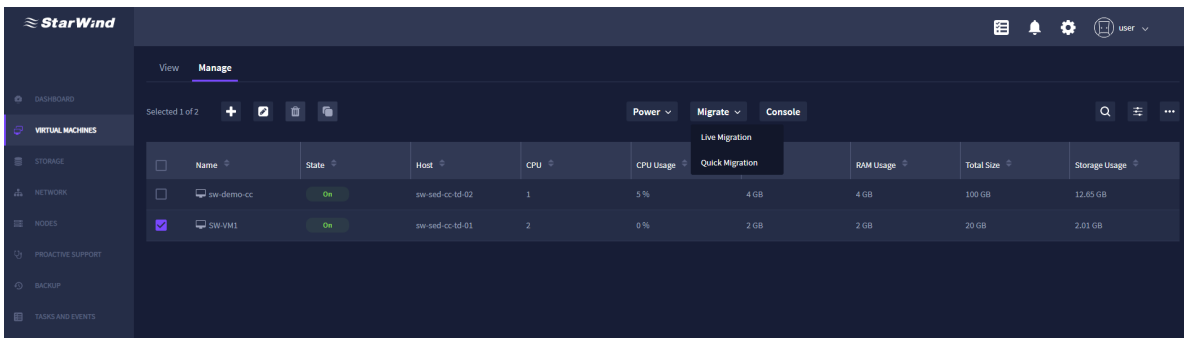 StarWind
user
View Manage
DASHBOARD
Selected 1 of 2
Power Migrate Console
VIRTUAL MACHINES
Live Migration
Quick Migration
STORAGE
Name State Host CPU CPU Usage RAM Usage Total Size Storage Usage
NETWORK
sw-demo-cc On sw-sed-cc-td-02 1 5 % 4 GB 4 GB 100 GB 12.65 GB
NODES
SW-VM1 On sw-sed-cc-td-01 2 0 % 2 GB 2 GB 20 GB 2.01 GB
PROACTIVE SUPPORT
BACKUP
TASKS AND EVENTS